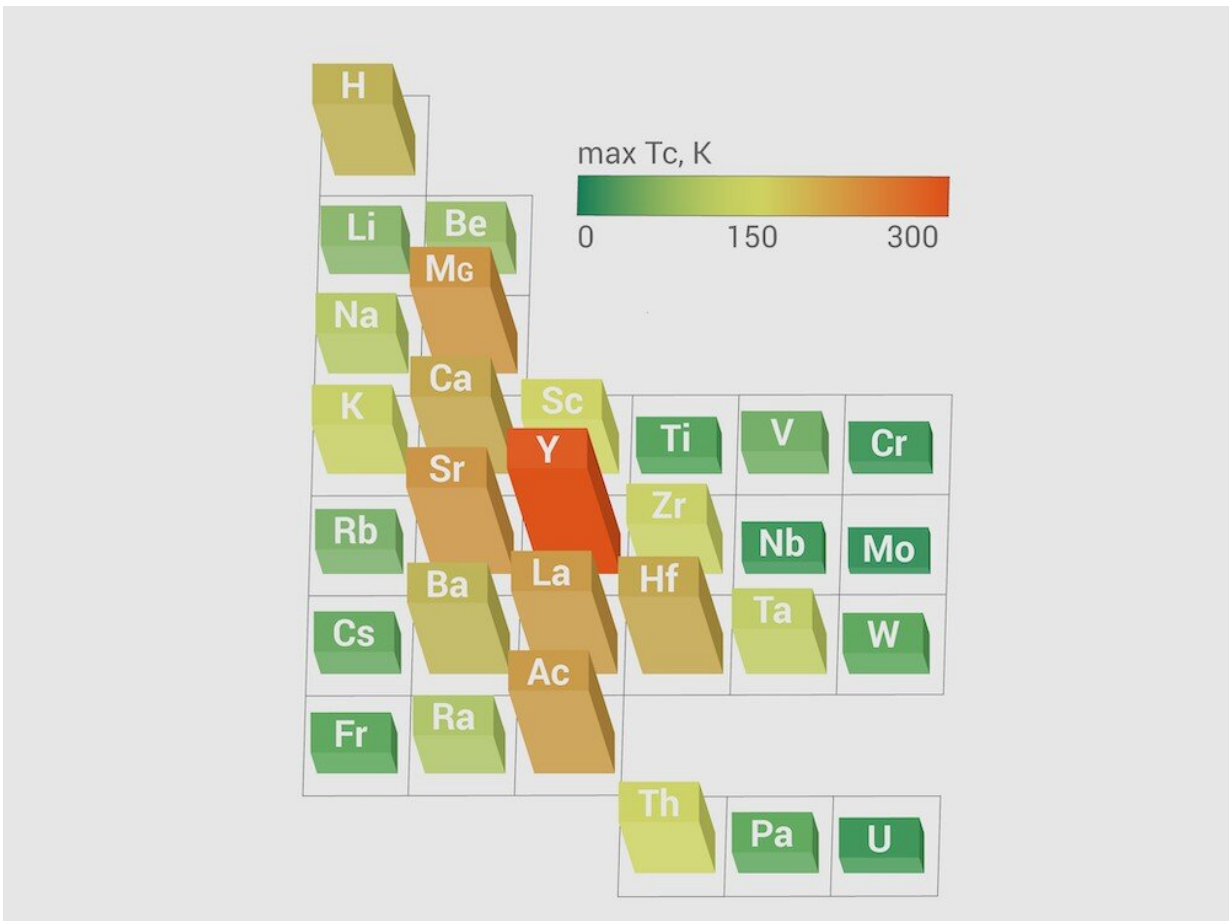 H
max Tc, K
0 150 300
Li Be
MG
Na
Ca
K Sc
Ti V Cr
Sr Y
Rb Zr
Nb Mo
Ba La Hf
Cs Ta W
Ac
Fr Ra
Th Pa U